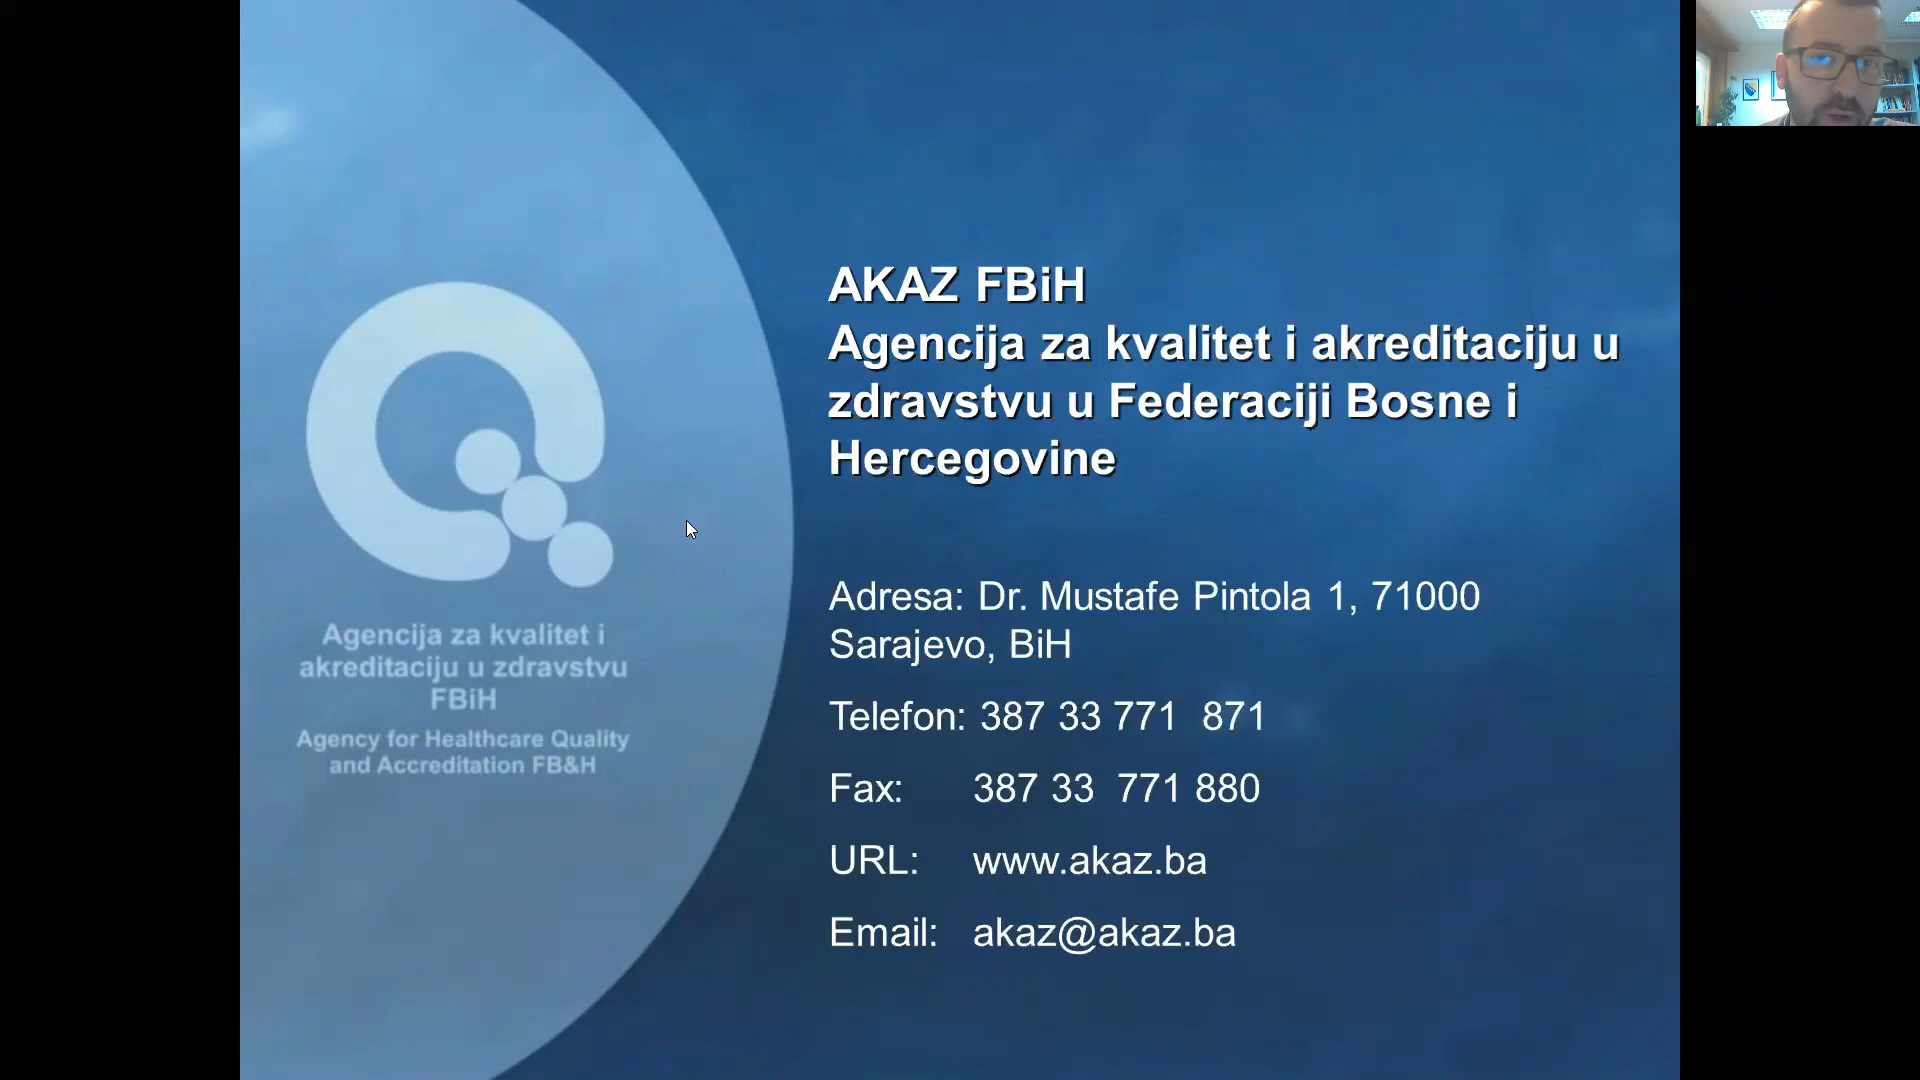 Agencija za kvalitet i
akreditaciju u zdravstvu
FBiH
Agency for Healthcare Quality
and Accreditation FB&H
AKAZ FBiH
Agencija za kvalitet i akreditaciju u
zdravstvu u Federaciji Bosne i
Hercegovine
Adresa: Dr. Mustafe Pintola 1, 71000
Sarajevo, BiH
Telefon: 387 33 771  871
Fax: 387 33  771 880
URL: www.akaz.ba
Email: akaz@akaz.ba